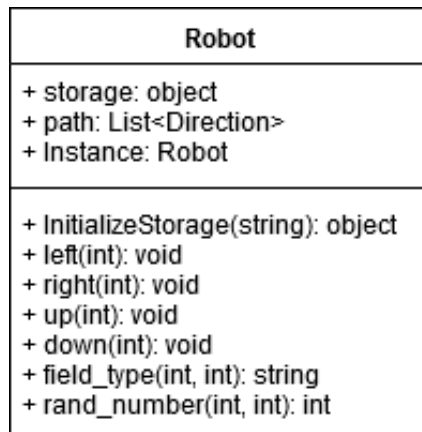 Robot
+ storage: object
+ path: List<Direction>
+ Instance: Robot
+ InitializeStorage(string): object
+ left(int): void
+ right(int): void
+ up(int): void
+ down(int): void
+ field_type(int, int): string
+ rand_number(int, int): int